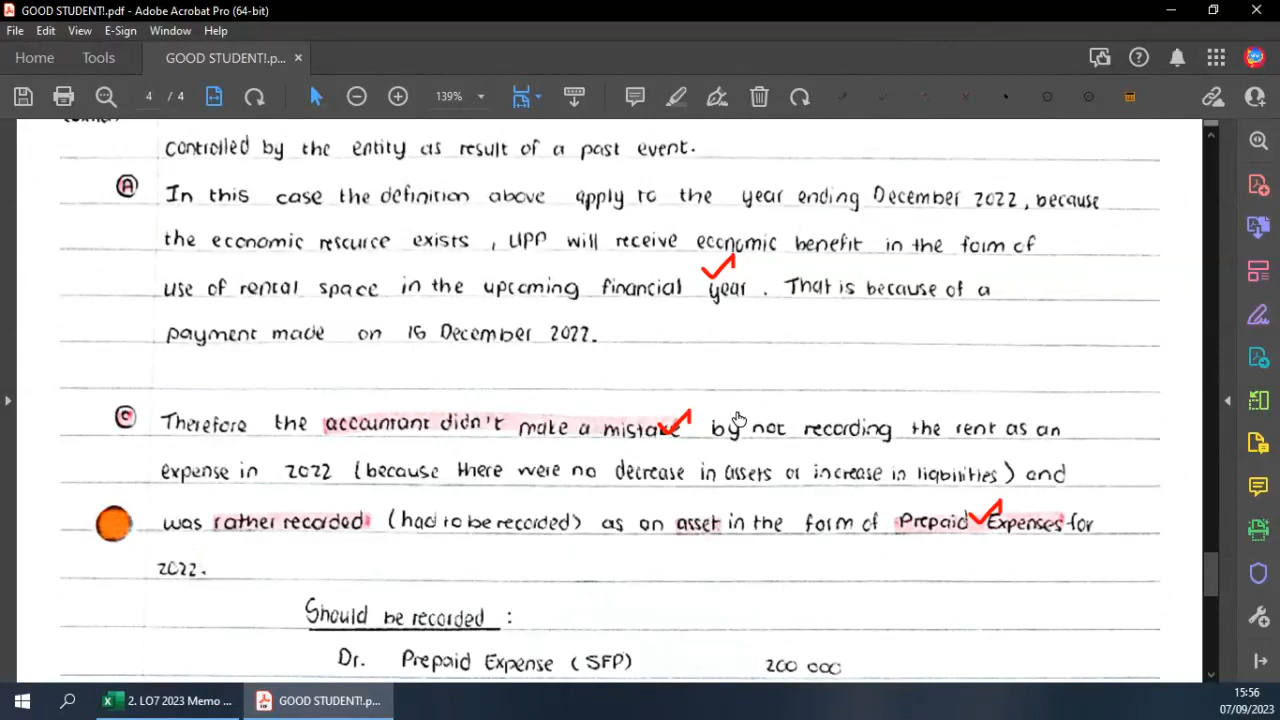 GOOD STUDENT!.pdf - Adobe Acrobat Pro (64-bit)
File Edit View E-Sign Window Help
Home Tools GOOD STUDENT!.p... ×
4 / 4 139%
controlled by the entity as result of a past event.
A In this case the definition above apply to the year ending December 2022, because
the economic resource exists, UPP will receive economic benefit in the form of
use of rental space in the upcoming financial year. That is because of a
payment made on 16 December 2022.
C Therefore the accountant didn't make a mistake by not recording the rent as an
expense in 2022 (because there were no decrease in assets or increase in liabilities) and
was rather recorded (had to be recorded) as an asset in the form of Prepaid Expenses for
2022.
Should be recorded :
Dr. Prepaid Expense (SFP) 200 000
2. LO7 2023 Memo ... GOOD STUDENT!.p...
15:56
07/09/2023